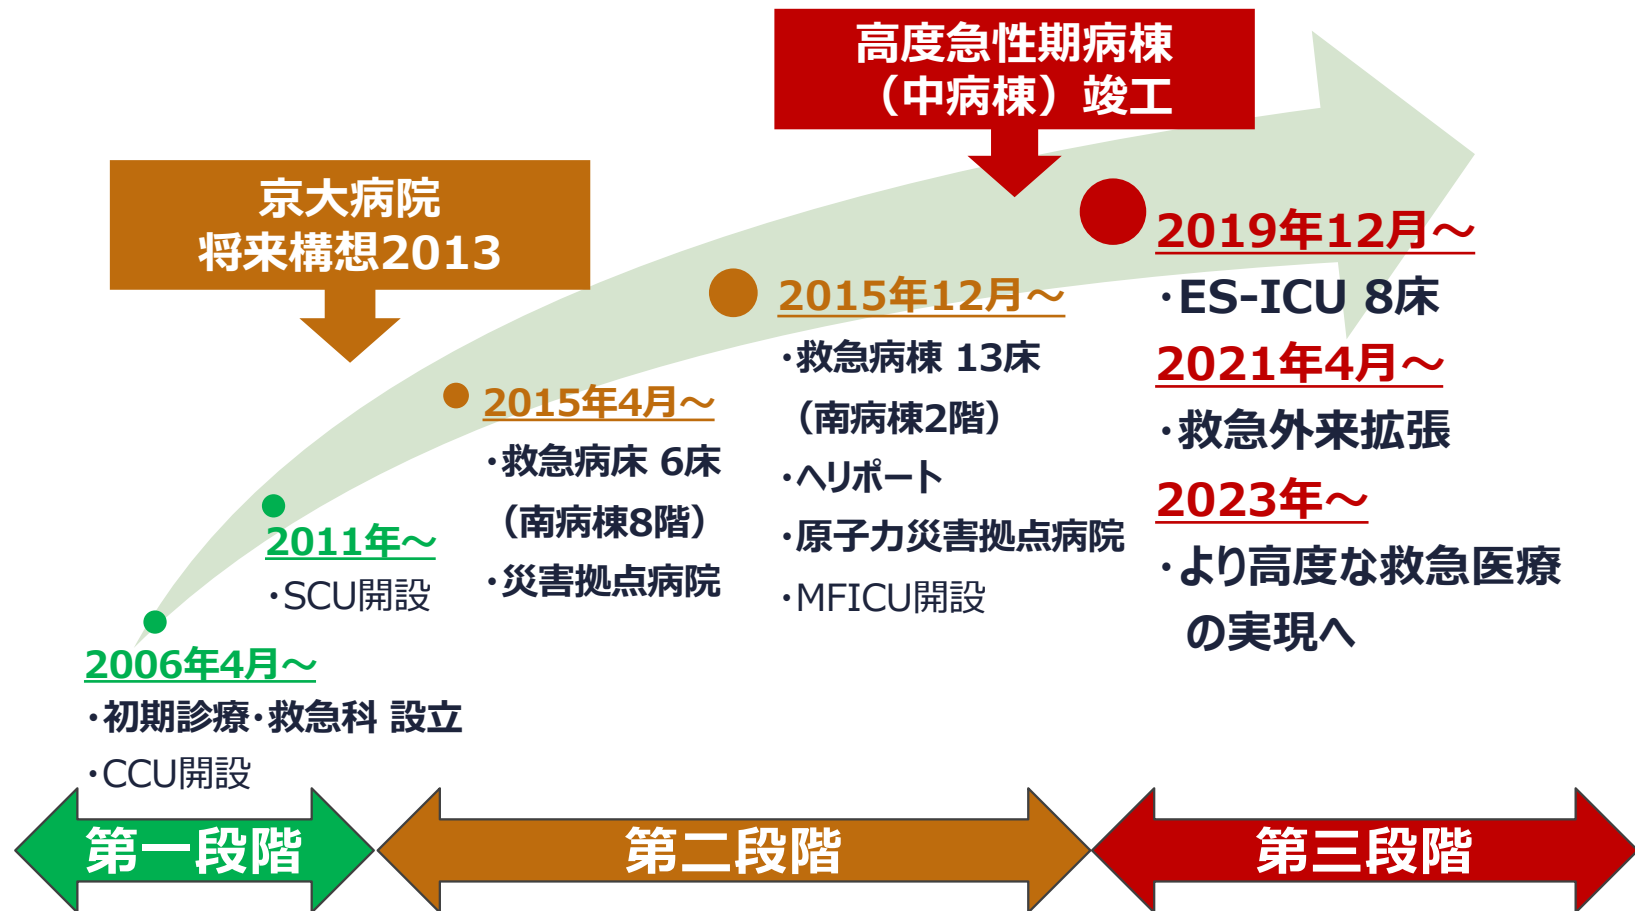 高度急性期病棟
（中病棟）竣工
京大病院
将来構想2013
2006年4月～
・初期診療・救急科 設立
・CCU開設
2011年～
・SCU開設
2015年4月～
・救急病床 6床
（南病棟8階）
・災害拠点病院
2015年12月～
・救急病棟 13床
（南病棟2階）
・ヘリポート
・原子力災害拠点病院
・MFICU開設
2019年12月～
・ES-ICU 8床
2021年4月～
・救急外来拡張
2023年～
・より高度な救急医療
の実現へ
第一段階
第二段階
第三段階